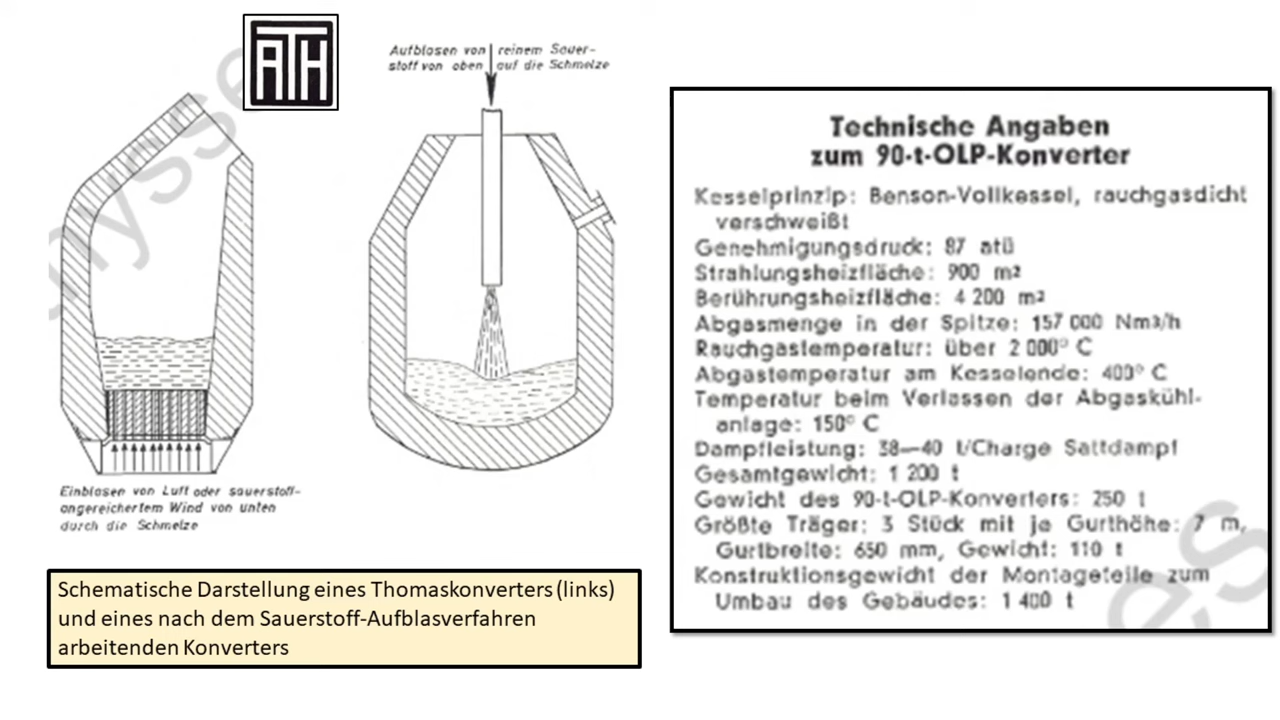 ATH
Aufblasen von reinem Sauer-
stoff von oben auf die Schmelze
Einblasen von Luft oder sauerstoff-
angereichertem Wind von unten
durch die Schmelze
Schematische Darstellung eines Thomaskonverters (links)
und eines nach dem Sauerstoff-Aufblasverfahren
arbeitenden Konverters
Technische Angaben
zum 90-t-OLP-Konverter
Kesselprinzip: Benson-Vollkessel, rauchgasdicht
verschweißt
Genehmigungsdruck: 87 atü
Strahlungsheizfläche: 900 m²
Berührungsheizfläche: 4 200 m²
Abgasmenge in der Spitze: 157 000 Nm³/h
Rauchgastemperatur: über 2 000° C
Abgastemperatur am Kesselende: 400° C
Temperatur beim Verlassen der Abgaskühl-
anlage: 150° C
Dampfleistung: 38—40 t/Charge Sattdampf
Gesamtgewicht: 1 200 t
Gewicht des 90-t-OLP-Konverters: 250 t
Größte Träger: 3 Stück mit je Gurthöhe: 7 m,
Gurtbreite: 650 mm, Gewicht: 110 t
Konstruktionsgewicht der Montageteile zum
Umbau des Gebäudes: 1 400 t